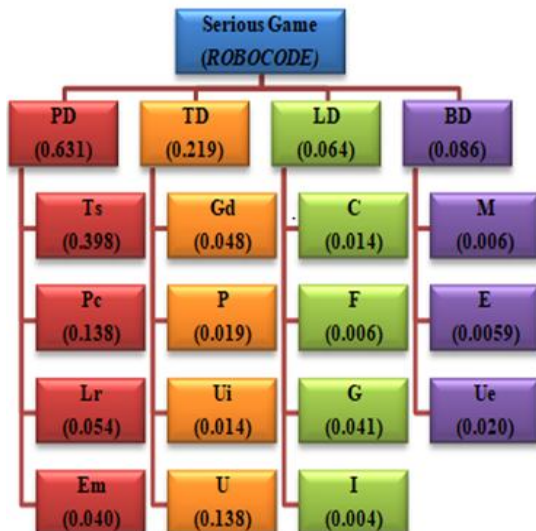 Serious Game
(ROBOCODE)
PD
(0.631)
TD
(0.219)
LD
(0.064)
BD
(0.086)
Ts
(0.398)
Gd
(0.048)
C
(0.014)
M
(0.006)
Pc
(0.138)
P
(0.019)
F
(0.006)
E
(0.0059)
Lr
(0.054)
Ui
(0.014)
G
(0.041)
Ue
(0.020)
Em
(0.040)
U
(0.138)
I
(0.004)